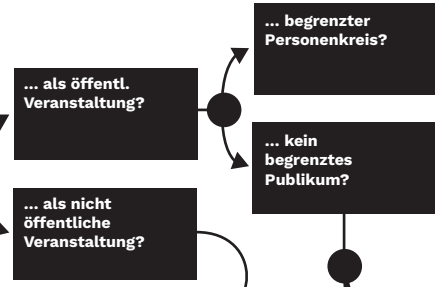 ... begrenzter
Personenkreis?
... als öffentl.
Veranstaltung?
... kein
begrenztes
Publikum?
... als nicht
öffentliche
Veranstaltung?